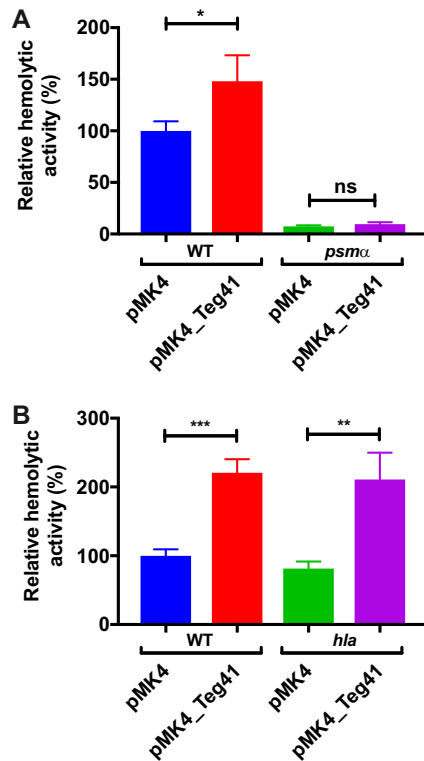 A
Relative hemolytic
activity (%)
200
150
100
50
0
*
ns
WT
psmα
pMK4
pMK4_Teg41
pMK4
pMK4_Teg41
B
Relative hemolytic
activity (%)
300
200
100
0
***
**
WT
hla
pMK4
pMK4_Teg41
pMK4
pMK4_Teg41